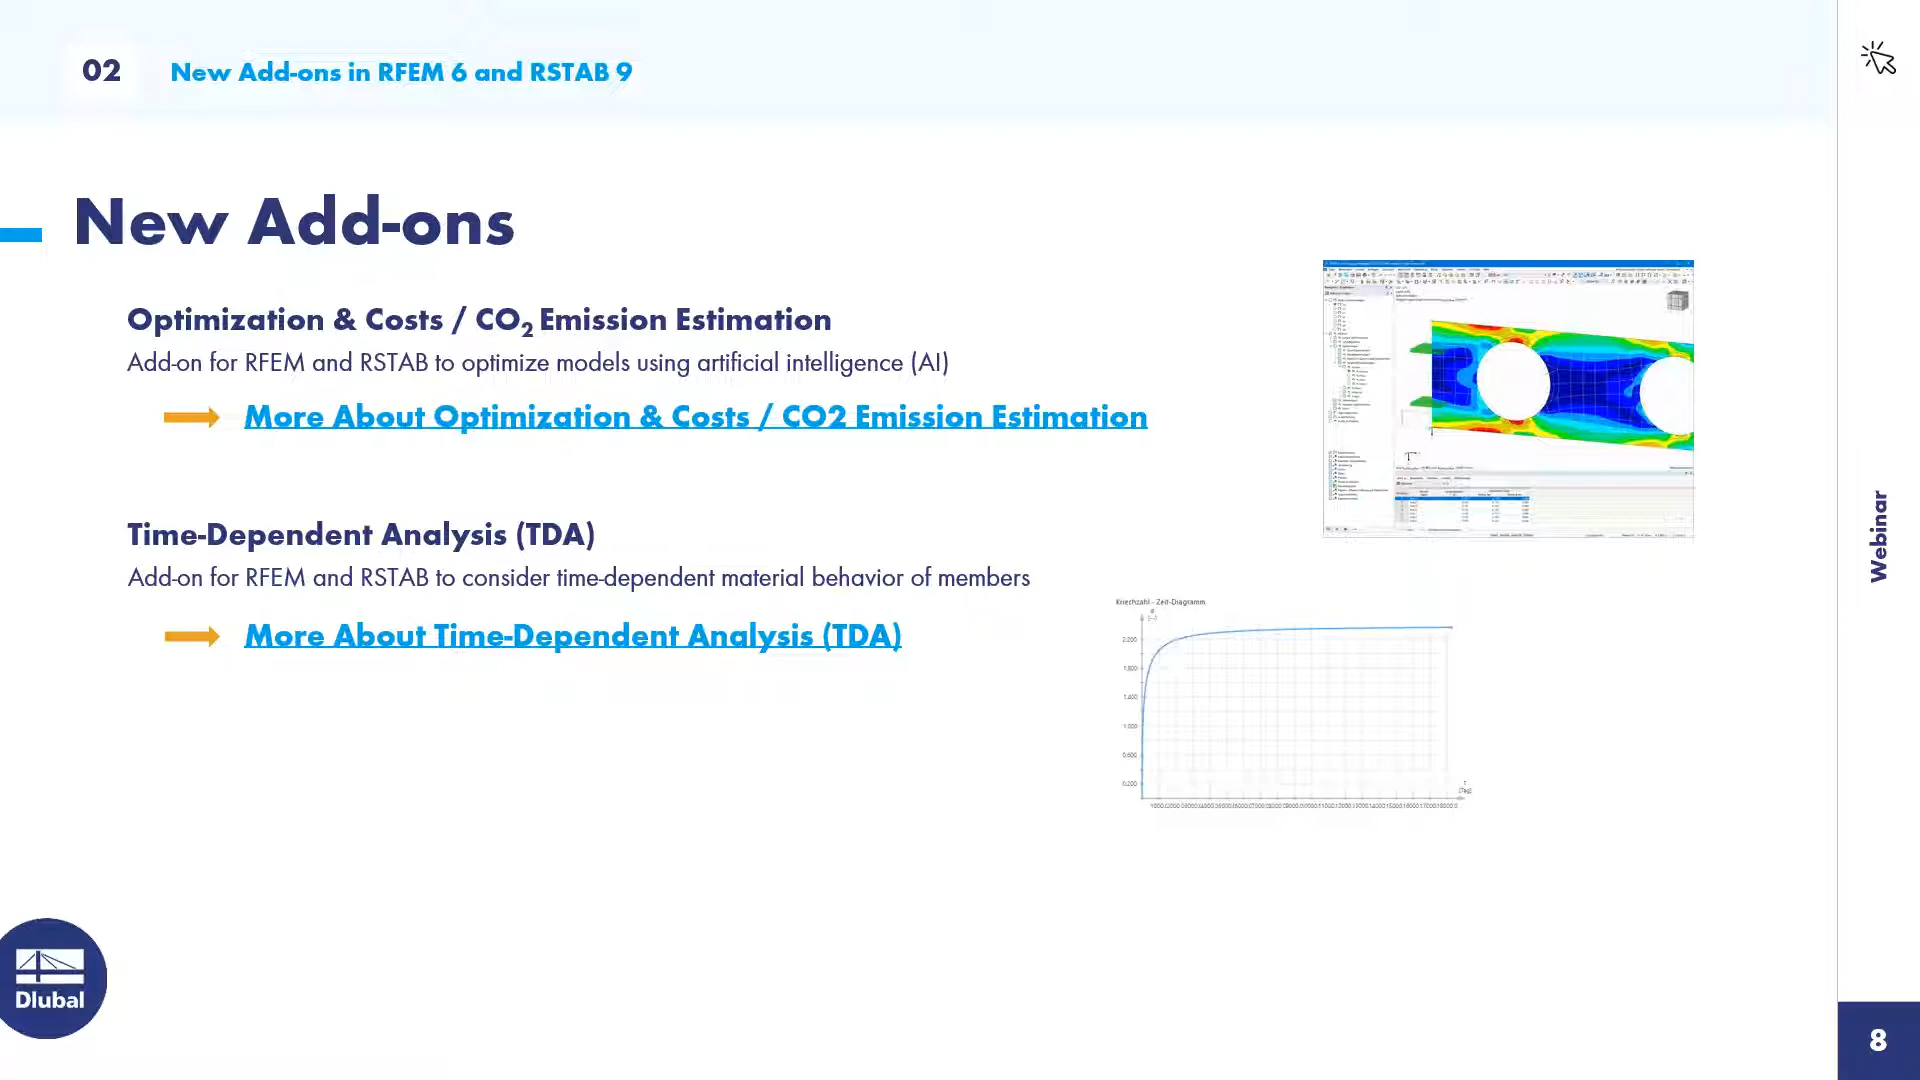 02
New Add-ons in RFEM 6 and RSTAB 9
New Add-ons
Optimization & Costs / CO2 Emission Estimation
Add-on for RFEM and RSTAB to optimize models using artificial intelligence (AI)
More About Optimization & Costs / CO2 Emission Estimation
Time-Dependent Analysis (TDA)
Add-on for RFEM and RSTAB to consider time-dependent material behavior of members
More About Time-Dependent Analysis (TDA)
Kriechzahl - Zeit-Diagramm
2.200
1.800
1.400
1.000
0.600
0.200
[Tag]
Webinar
Dlubal
8